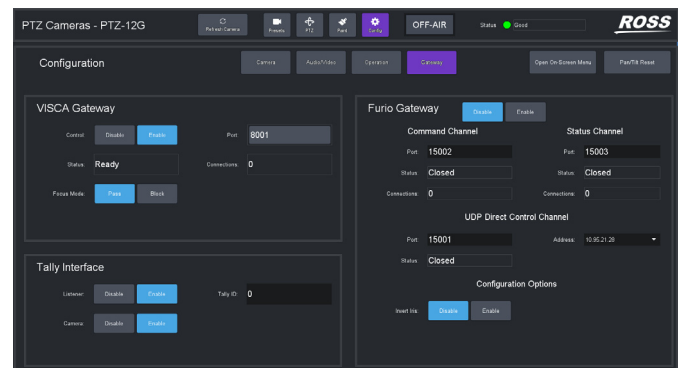 PTZ Cameras - PTZ-12G
Refresh Camera
Presets
PTZ
Paint
Config
OFF-AIR
Status
Good
ROSS
Configuration
Camera
Audio/Video
Operation
Gateway
Open On-Screen Menu
Pan/Tilt Reset
VISCA Gateway
Control Disable Enable Port 8001
Status: Ready Connections: 0
Focus Mode: Pass Block
Tally Interface
Listener: Disable Enable Tally ID: 0
Camera: Disable Enable
Furio Gateway Disable Enable
Command Channel Status Channel
Port: 15002 Port: 15003
Status Closed Status Closed
Connections: 0 Connections: 0
UDP Direct Control Channel
Port: 15001 Address: 10.95.21.29
Status Closed
Configuration Options
Invert Iris: Disable Enable